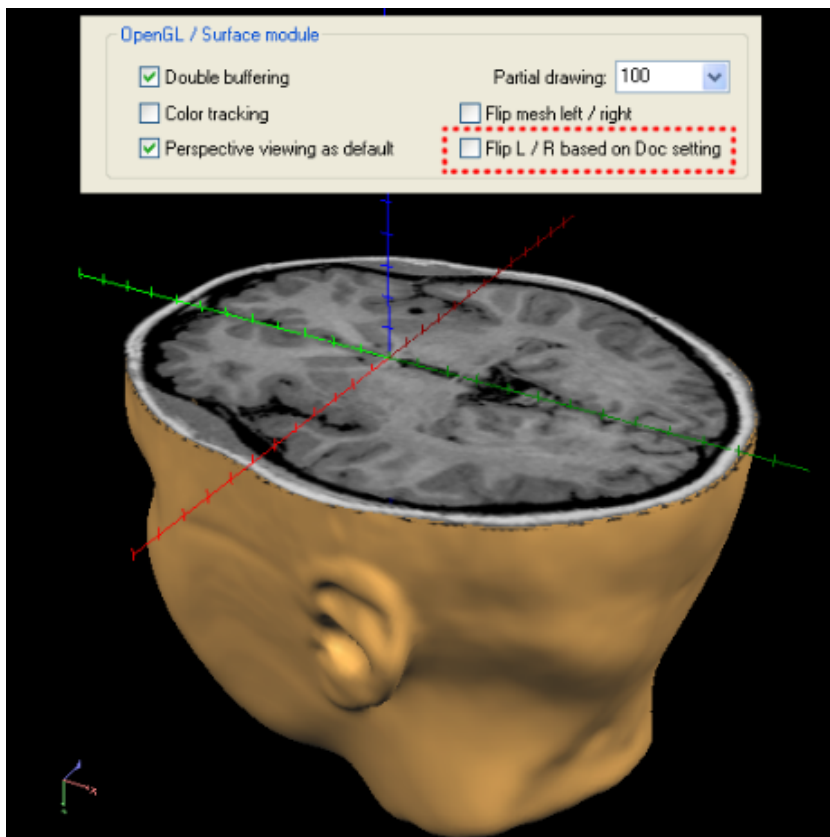 OpenGL / Surface module
Double buffering
Partial drawing: 100
Color tracking
Flip mesh left / right
Perspective viewing as default
Flip L / R based on Doc setting
x